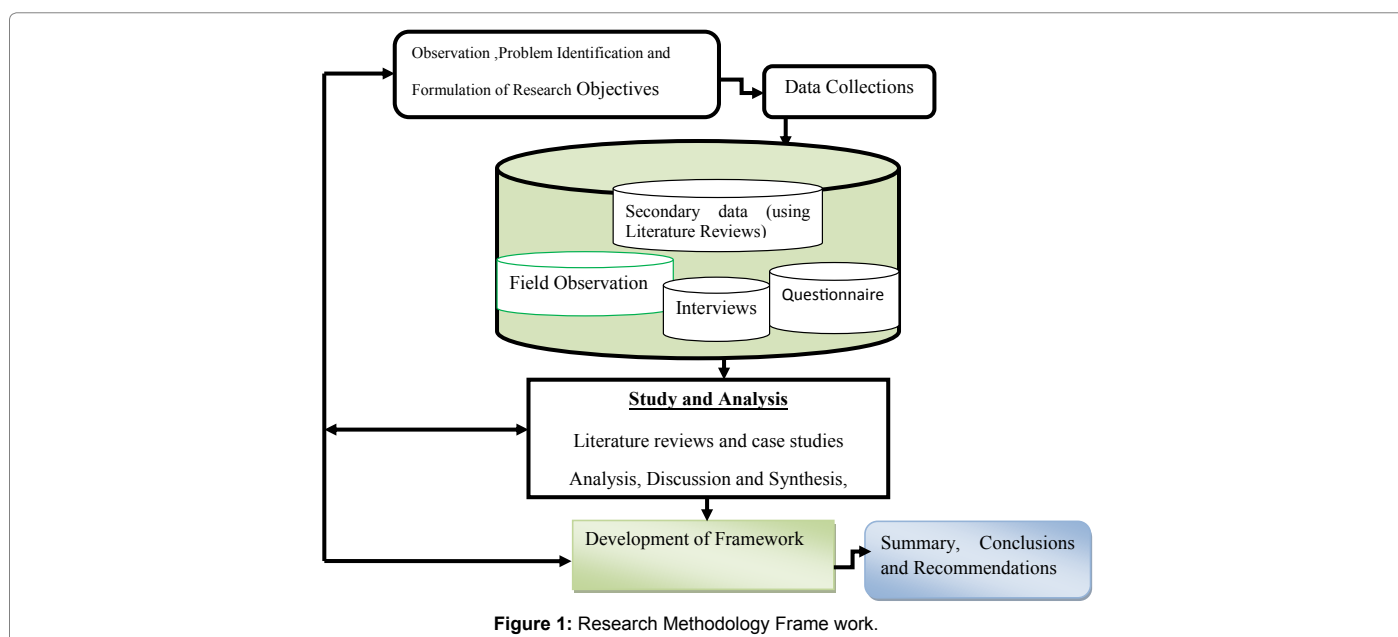 Observation ,Problem Identification and
Formulation of Research Objectives
Data Collections
Secondary data (using
Literature Reviews)
Field Observation
Interviews
Questionnaire
Study and Analysis
Literature reviews and case studies
Analysis, Discussion and Synthesis,
Development of Framework
Summary, Conclusions
and Recommendations
Figure 1: Research Methodology Frame work.